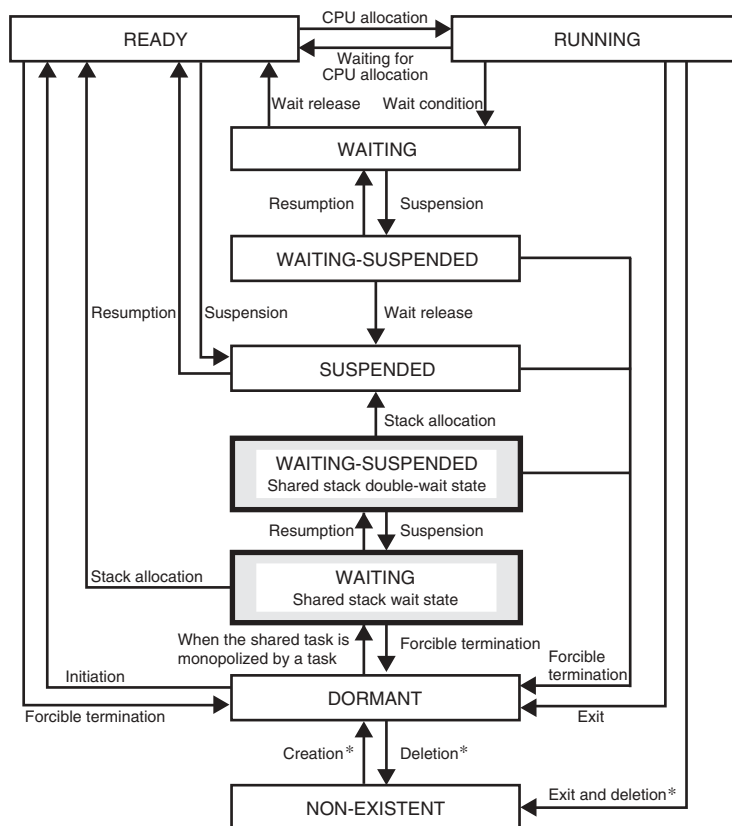 CPU allocation
READY
RUNNING
Waiting for
CPU allocation
Wait release
Wait condition
WAITING
Resumption
Suspension
WAITING-SUSPENDED
Resumption
Suspension
Wait release
SUSPENDED
Stack allocation
WAITING-SUSPENDED
Shared stack double-wait state
Resumption
Suspension
Stack allocation
WAITING
Shared stack wait state
When the shared task is
monopolized by a task
Forcible termination
Forcible
termination
Initiation
DORMANT
Forcible termination
Exit
Creation*
Deletion*
Exit and deletion*
NON-EXISTENT